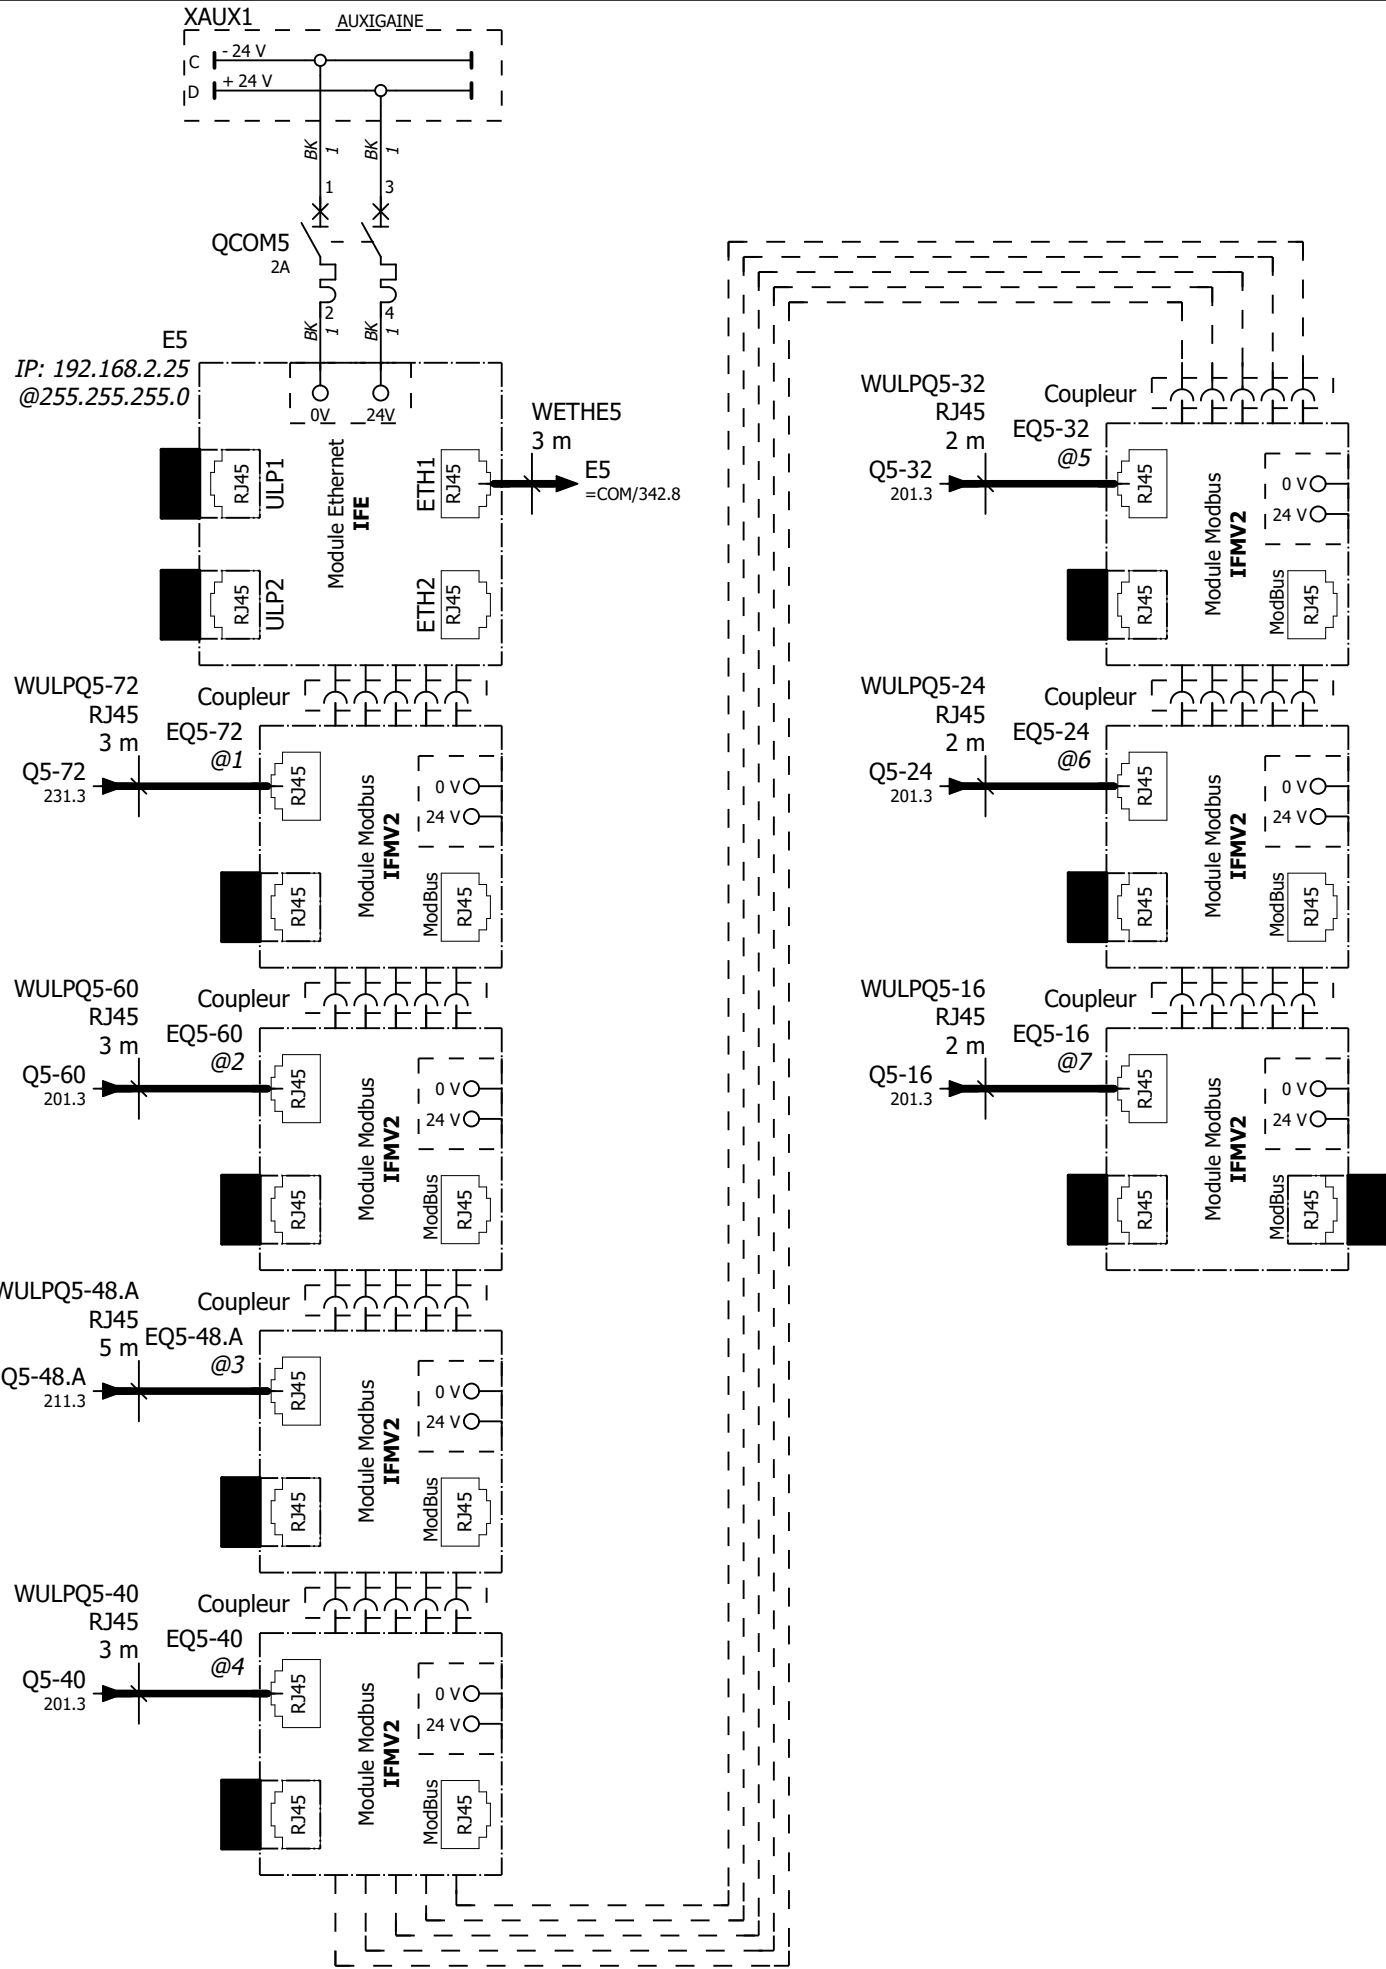 XAUX1
AUXIGAINE
C
- 24 V
D
+ 24 V
BK
1
BK
1
1
3
QCOM5
2A
2
4
BK
1
BK
1
E5
IP: 192.168.2.25
@255.255.255.0
0V
24V
Module Ethernet
IFE
RJ45
ULP1
ETH1
RJ45
RJ45
ULP2
ETH2
RJ45
WETHE5
3 m
E5
=COM/342.8
WULPQ5-72
RJ45
3 m
Coupleur
EQ5-72
@1
Q5-72
231.3
RJ45
Module Modbus
IFMV2
0 V
24 V
RJ45
ModBus
RJ45
WULPQ5-60
RJ45
3 m
Coupleur
EQ5-60
@2
Q5-60
201.3
RJ45
Module Modbus
IFMV2
0 V
24 V
RJ45
ModBus
RJ45
WULPQ5-48.A
RJ45
5 m
Coupleur
EQ5-48.A
@3
Q5-48.A
211.3
RJ45
Module Modbus
IFMV2
0 V
24 V
RJ45
ModBus
RJ45
WULPQ5-40
RJ45
3 m
Coupleur
EQ5-40
@4
Q5-40
201.3
RJ45
Module Modbus
IFMV2
0 V
24 V
RJ45
ModBus
RJ45
WULPQ5-32
RJ45
2 m
Coupleur
EQ5-32
@5
Q5-32
201.3
RJ45
Module Modbus
IFMV2
0 V
24 V
RJ45
ModBus
RJ45
WULPQ5-24
RJ45
2 m
Coupleur
EQ5-24
@6
Q5-24
201.3
RJ45
Module Modbus
IFMV2
0 V
24 V
RJ45
ModBus
RJ45
WULPQ5-16
RJ45
2 m
Coupleur
EQ5-16
@7
Q5-16
201.3
RJ45
Module Modbus
IFMV2
0 V
24 V
RJ45
ModBus
RJ45